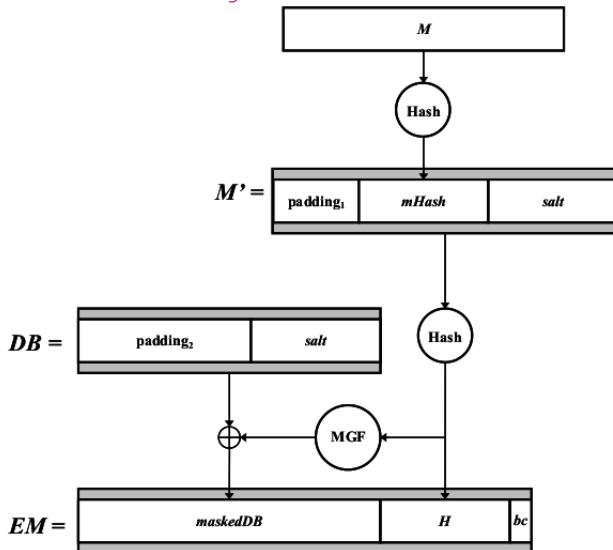 M
Hash
M’ = padding₁ mHash salt
DB = padding₂ salt
Hash
MGF
EM = maskedDB H bc